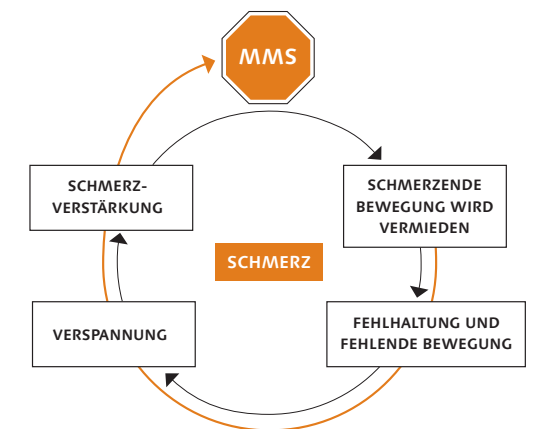 MMS
SCHMERZ-
VERSTÄRKUNG
SCHMERZENDE
BEWEGUNG WIRD
VERMIEDEN
SCHMERZ
VERSPANNUNG
FEHLHALTUNG UND
FEHLENDE BEWEGUNG